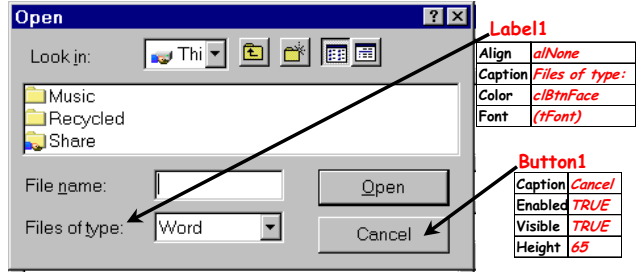 Open
Look in: Thi
Music
Recycled
Share
File name: Open
Files of type: Word Cancel
Label1
Align alNone
Caption Files of type:
Color clBtnFace
Font (tFont)
Button1
Caption Cancel
Enabled TRUE
Visible TRUE
Height 65